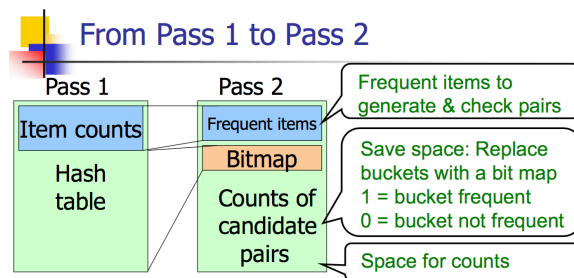 From Pass 1 to Pass 2
Pass 1
Pass 2
Item counts
Hash
table
Frequent items
Bitmap
Counts of
candidate
pairs
Frequent items to
generate & check pairs
Save space: Replace
buckets with a bit map
1 = bucket frequent
0 = bucket not frequent
Space for counts